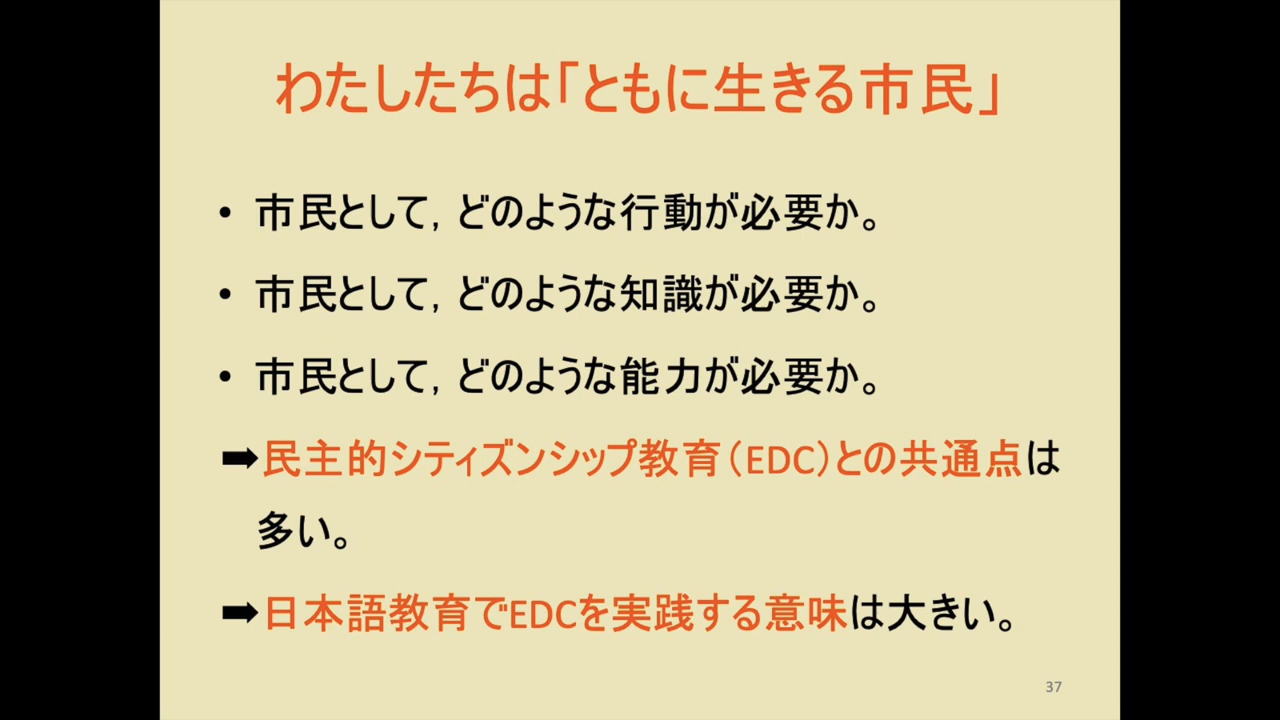 わたしたちは「ともに生きる市民」
• 市民として，どのような行動が必要か。
• 市民として，どのような知識が必要か。
• 市民として，どのような能力が必要か。
➡民主的シティズンシップ教育（EDC）との共通点は
多い。
➡日本語教育でEDCを実践する意味は大きい。
37